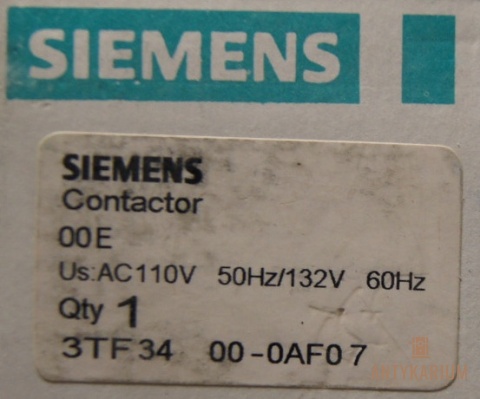 SIEMENS
SIEMENS
Contactor
00E
Us:AC110V 50Hz/132V 60Hz
Qty 1
3TF34 00-0AF07